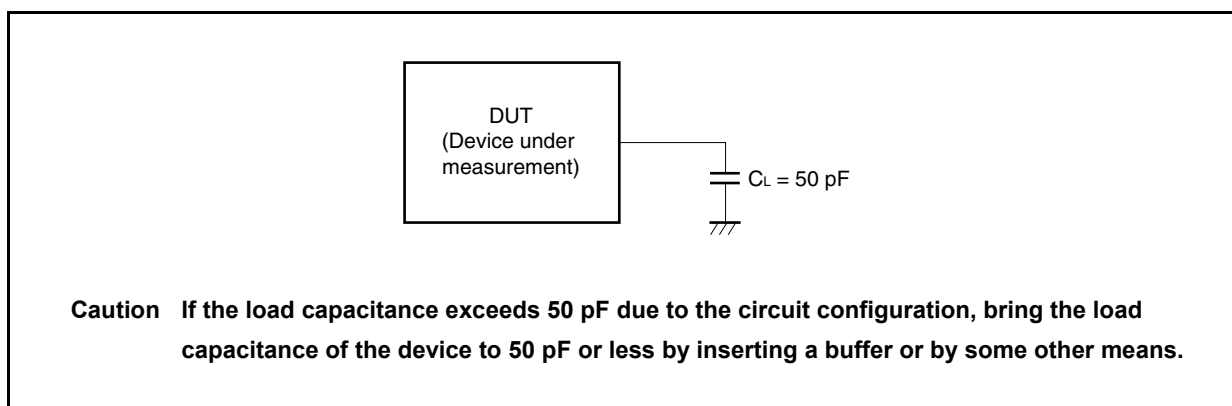 DUT
(Device under
measurement)
CL = 50 pF
Caution If the load capacitance exceeds 50 pF due to the circuit configuration, bring the load
capacitance of the device to 50 pF or less by inserting a buffer or by some other means.